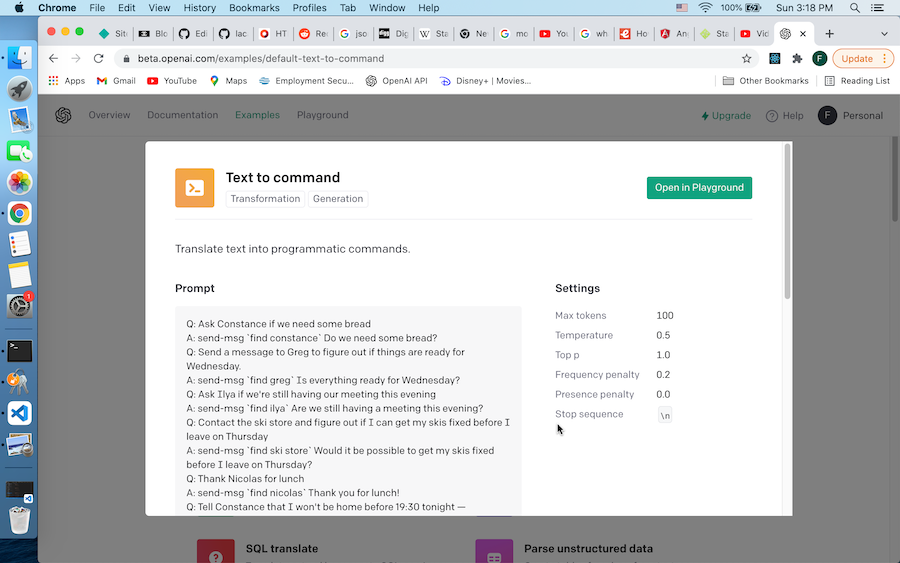 Chrome File Edit View History Bookmarks Profiles Tab Window Help 100% Sun 3:18 PM
Sit Blo Edi lac HT Re jso Dig Sta Ne mo You wh Ho An Sta Vid
beta.openai.com/examples/default-text-to-command F Update
Apps Gmail YouTube Maps Employment Secu... OpenAI API Disney+ | Movies... Other Bookmarks Reading List
Overview Documentation Examples Playground Upgrade Help F Personal
Text to command
Transformation Generation
Open in Playground
Translate text into programmatic commands.
Prompt
Q: Ask Constance if we need some bread
A: send-msg `find constance` Do we need some bread?
Q: Send a message to Greg to figure out if things are ready for
Wednesday.
A: send-msg `find greg` Is everything ready for Wednesday?
Q: Ask Ilya if we're still having our meeting this evening
A: send-msg `find ilya` Are we still having a meeting this evening?
Q: Contact the ski store and figure out if I can get my skis fixed before I
leave on Thursday
A: send-msg `find ski store` Would it be possible to get my skis fixed
before I leave on Thursday?
Q: Thank Nicolas for lunch
A: send-msg `find nicolas` Thank you for lunch!
Q: Tell Constance that I won't be home before 19:30 tonight —
Settings
Max tokens 100
Temperature 0.5
Top p 1.0
Frequency penalty 0.2
Presence penalty 0.0
Stop sequence \n
SQL translate Parse unstructured data
1